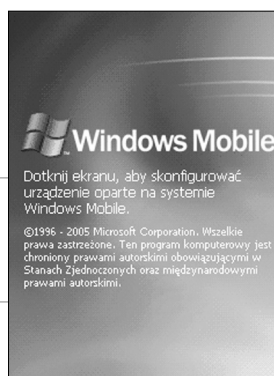 Windows Mobile
Dotknij ekranu, aby skonfigurować
urządzenie oparte na systemie
Windows Mobile.
©1996 - 2005 Microsoft Corporation. Wszelkie
prawa zastrzeżone. Ten program komputerowy jest
chroniony prawami autorskimi obowiązującymi w
Stanach Zjednoczonych oraz międzynarodowymi
prawami autorskimi.